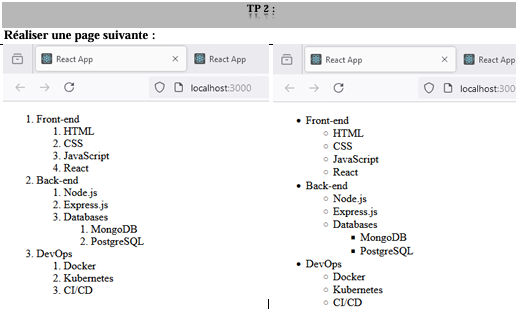 TP 2 :
Réaliser une page suivante :
React App
React App
localhost:3000
1. Front-end
1. HTML
2. CSS
3. JavaScript
4. React
2. Back-end
1. Node.js
2. Express.js
3. Databases
1. MongoDB
2. PostgreSQL
3. DevOps
1. Docker
2. Kubernetes
3. CI/CD
React App
React App
localhost:3000
• Front-end
◦ HTML
◦ CSS
◦ JavaScript
◦ React
• Back-end
◦ Node.js
◦ Express.js
◦ Databases
▪ MongoDB
▪ PostgreSQL
• DevOps
◦ Docker
◦ Kubernetes
◦ CI/CD